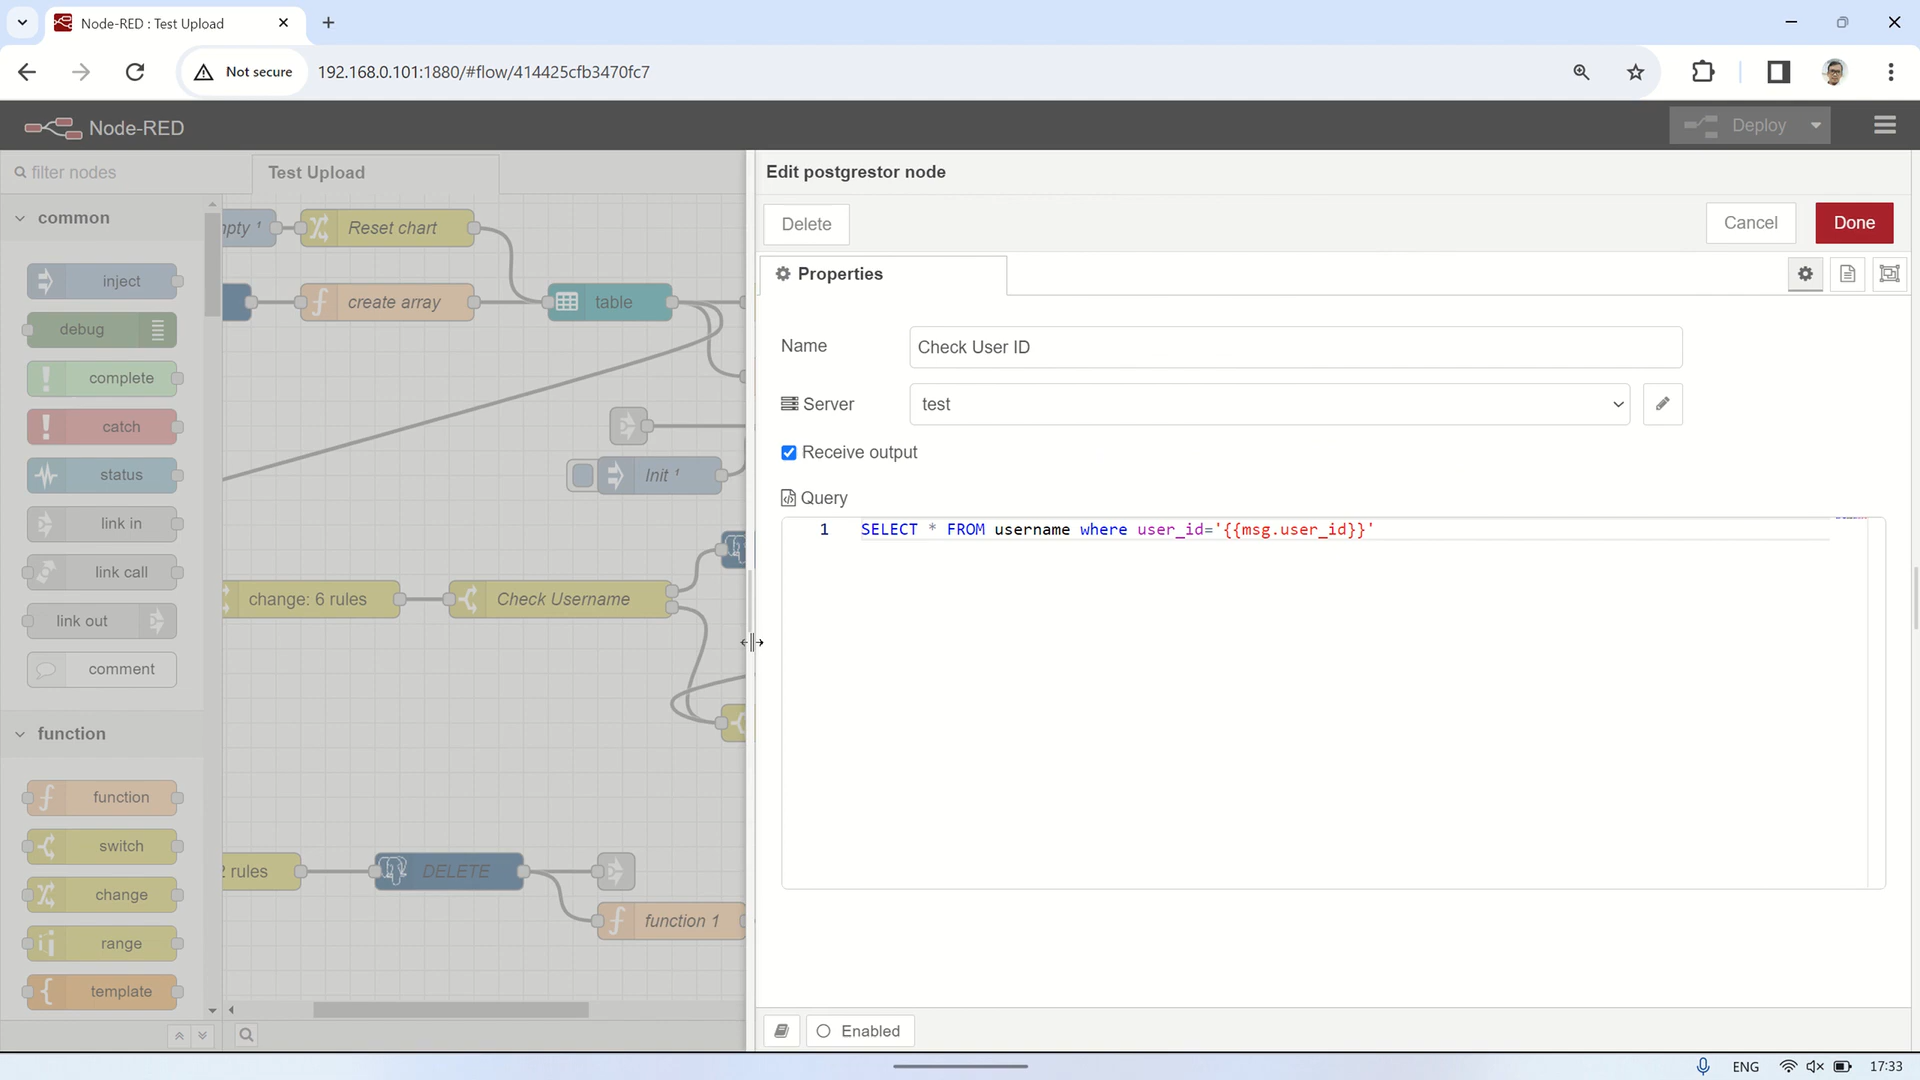 Node-RED : Test Upload
Not secure
192.168.0.101:1880/#flow/414425cfb3470fc7
Node-RED
Deploy
filter nodes
Test Upload
common
inject
debug
complete
catch
status
link in
link call
link out
comment
function
function
switch
change
range
template
mpty ¹
Reset chart
create array
table
Init ¹
change: 6 rules
Check Username
2 rules
DELETE
function 1
Edit postgrestor node
Delete
Cancel
Done
Properties
Name
Check User ID
Server
test
Receive output
Query
1 SELECT * FROM username where user_id='{{msg.user_id}}'
Enabled
ENG
17:33